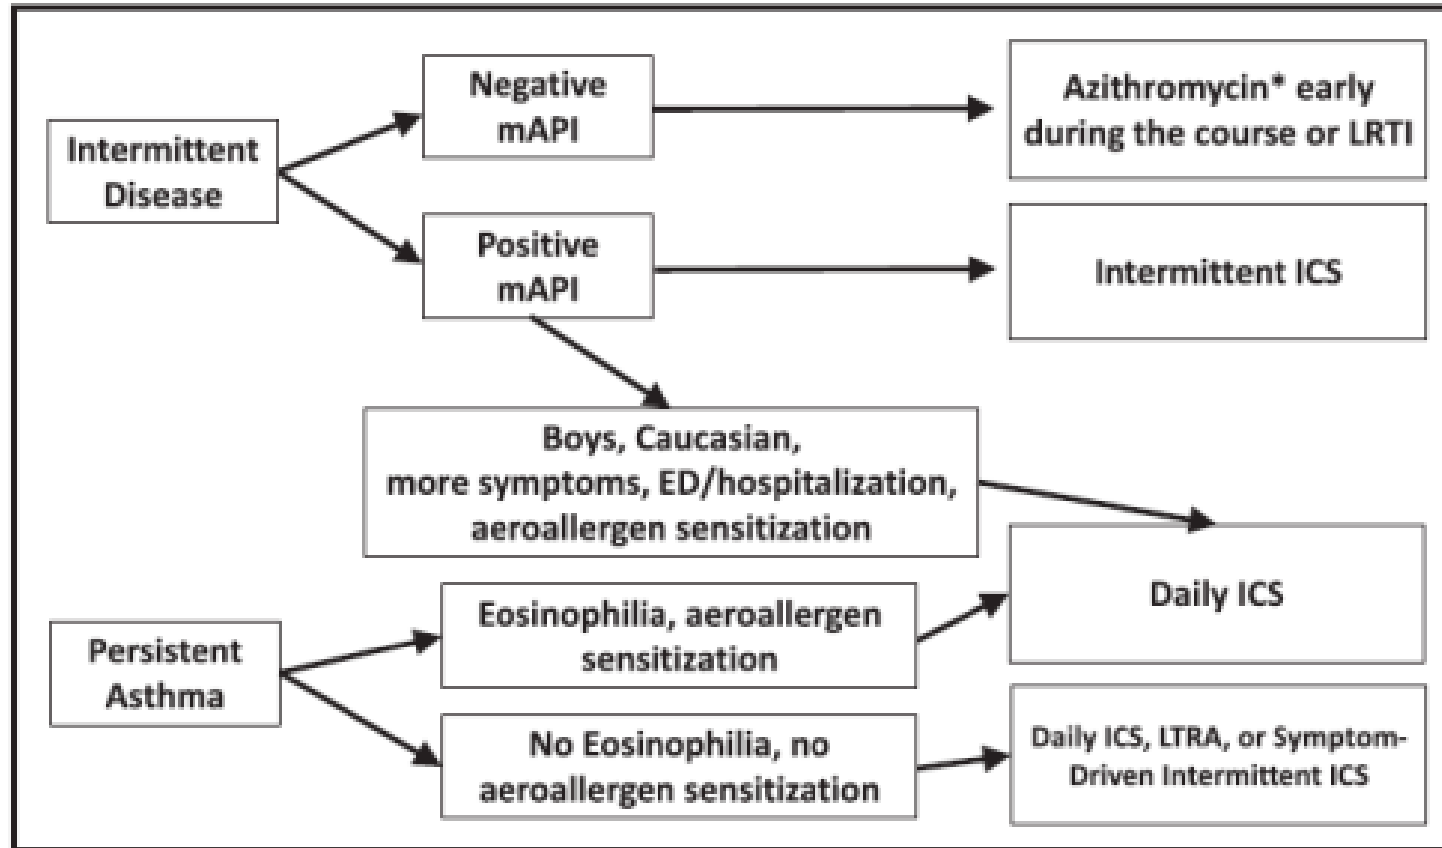 Intermittent
Disease
Negative
mAPI
Azithromycin* early
during the course or LRTI
Positive
mAPI
Intermittent ICS
Boys, Caucasian,
more symptoms, ED/hospitalization,
aeroallergen sensitization
Daily ICS
Persistent
Asthma
Eosinophilia, aeroallergen
sensitization
No Eosinophilia, no
aeroallergen sensitization
Daily ICS, LTRA, or Symptom-
Driven Intermittent ICS